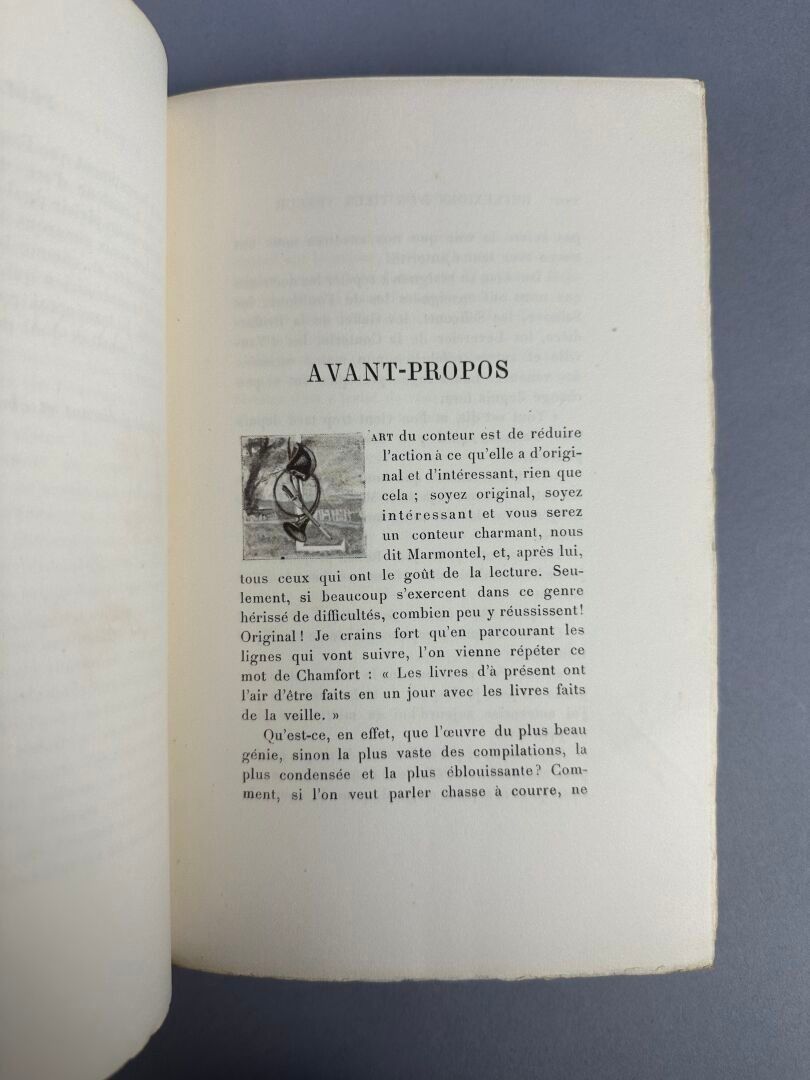 AVANT-PROPOS
ART du conteur est de réduire
l'action à ce qu'elle a d'origi-
nal et d'intéressant, rien que
cela ; soyez original, soyez
intéressant et vous serez
un conteur charmant, nous
dit Marmontel, et, après lui,
tous ceux qui ont le goût de la lecture. Seu-
lement, si beaucoup s'exercent dans ce genre
hérissé de difficultés, combien peu y réussissent!
Original! Je crains fort qu'en parcourant les
lignes qui vont suivre, l'on vienne répéter ce
mot de Chamfort : « Les livres d'à présent ont
l'air d'être faits en un jour avec les livres faits
de la veille. »
Qu'est-ce, en effet, que l'œuvre du plus beau
génie, sinon la plus vaste des compilations, la
plus condensée et la plus éblouissante? Com-
ment, si l'on veut parler chasse à courre, ne